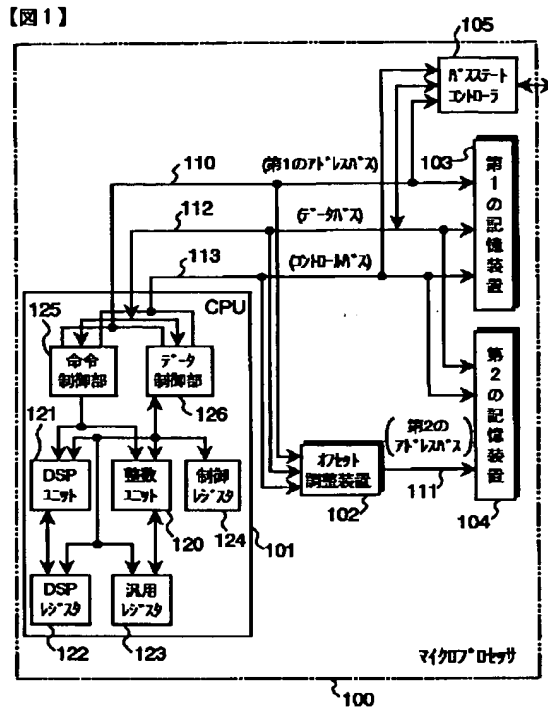 【図1】
105
バスステート
コントローラ
110
(第1のアドレスバス)
103
第1の記憶装置
112
(データバス)
113
(コントロールバス)
125
CPU
命令
制御部
データ
制御部
126
第2の記憶装置
(第2の
アドレスバス)
121
DSP
ユニット
整数
ユニット
制御
レジスタ
オフセット
調整装置
111
120
124
101
102
104
DSP
レジスタ
汎用
レジスタ
122
123
マイクロプロセッサ
100